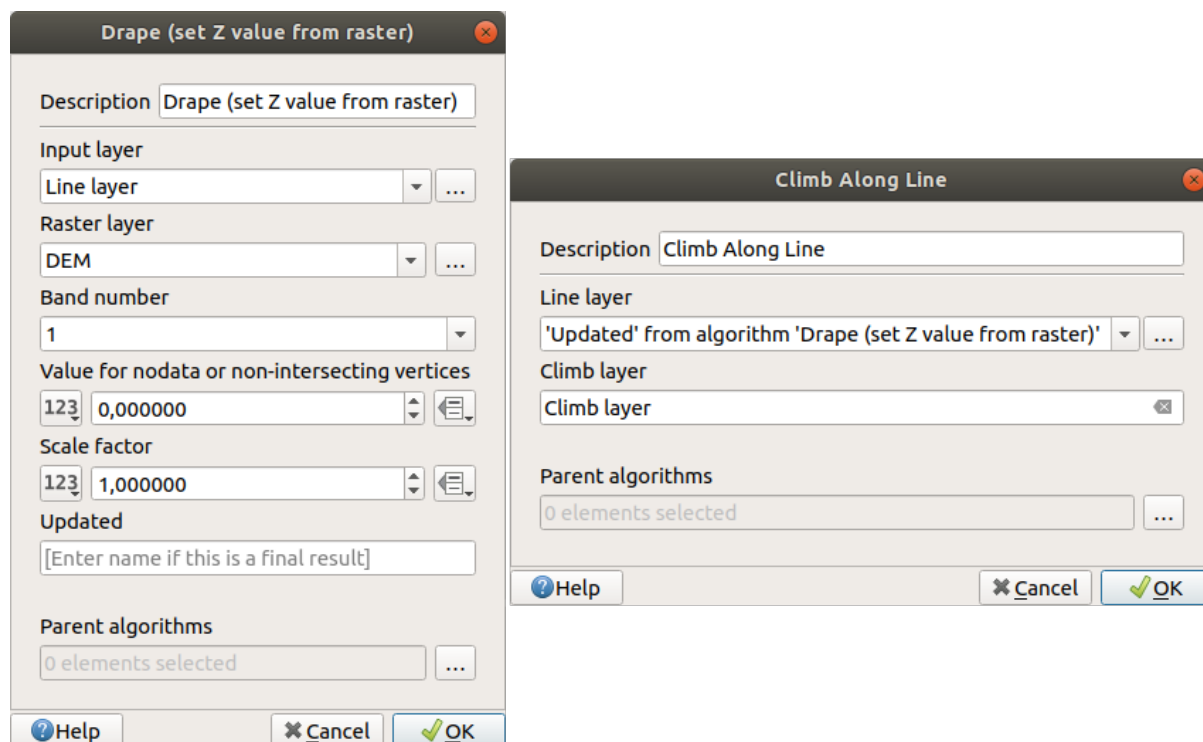 Drape (set Z value from raster)
Description Drape (set Z value from raster)
Input layer
Line layer ...
Raster layer
DEM ...
Band number
1
Value for nodata or non-intersecting vertices
123 0,000000
Scale factor
123 1,000000
Updated
[Enter name if this is a final result]
Parent algorithms
0 elements selected ...
Help Cancel OK
Climb Along Line
Description Climb Along Line
Line layer
'Updated' from algorithm 'Drape (set Z value from raster)' ...
Climb layer
Climb layer
Parent algorithms
0 elements selected ...
Help Cancel OK